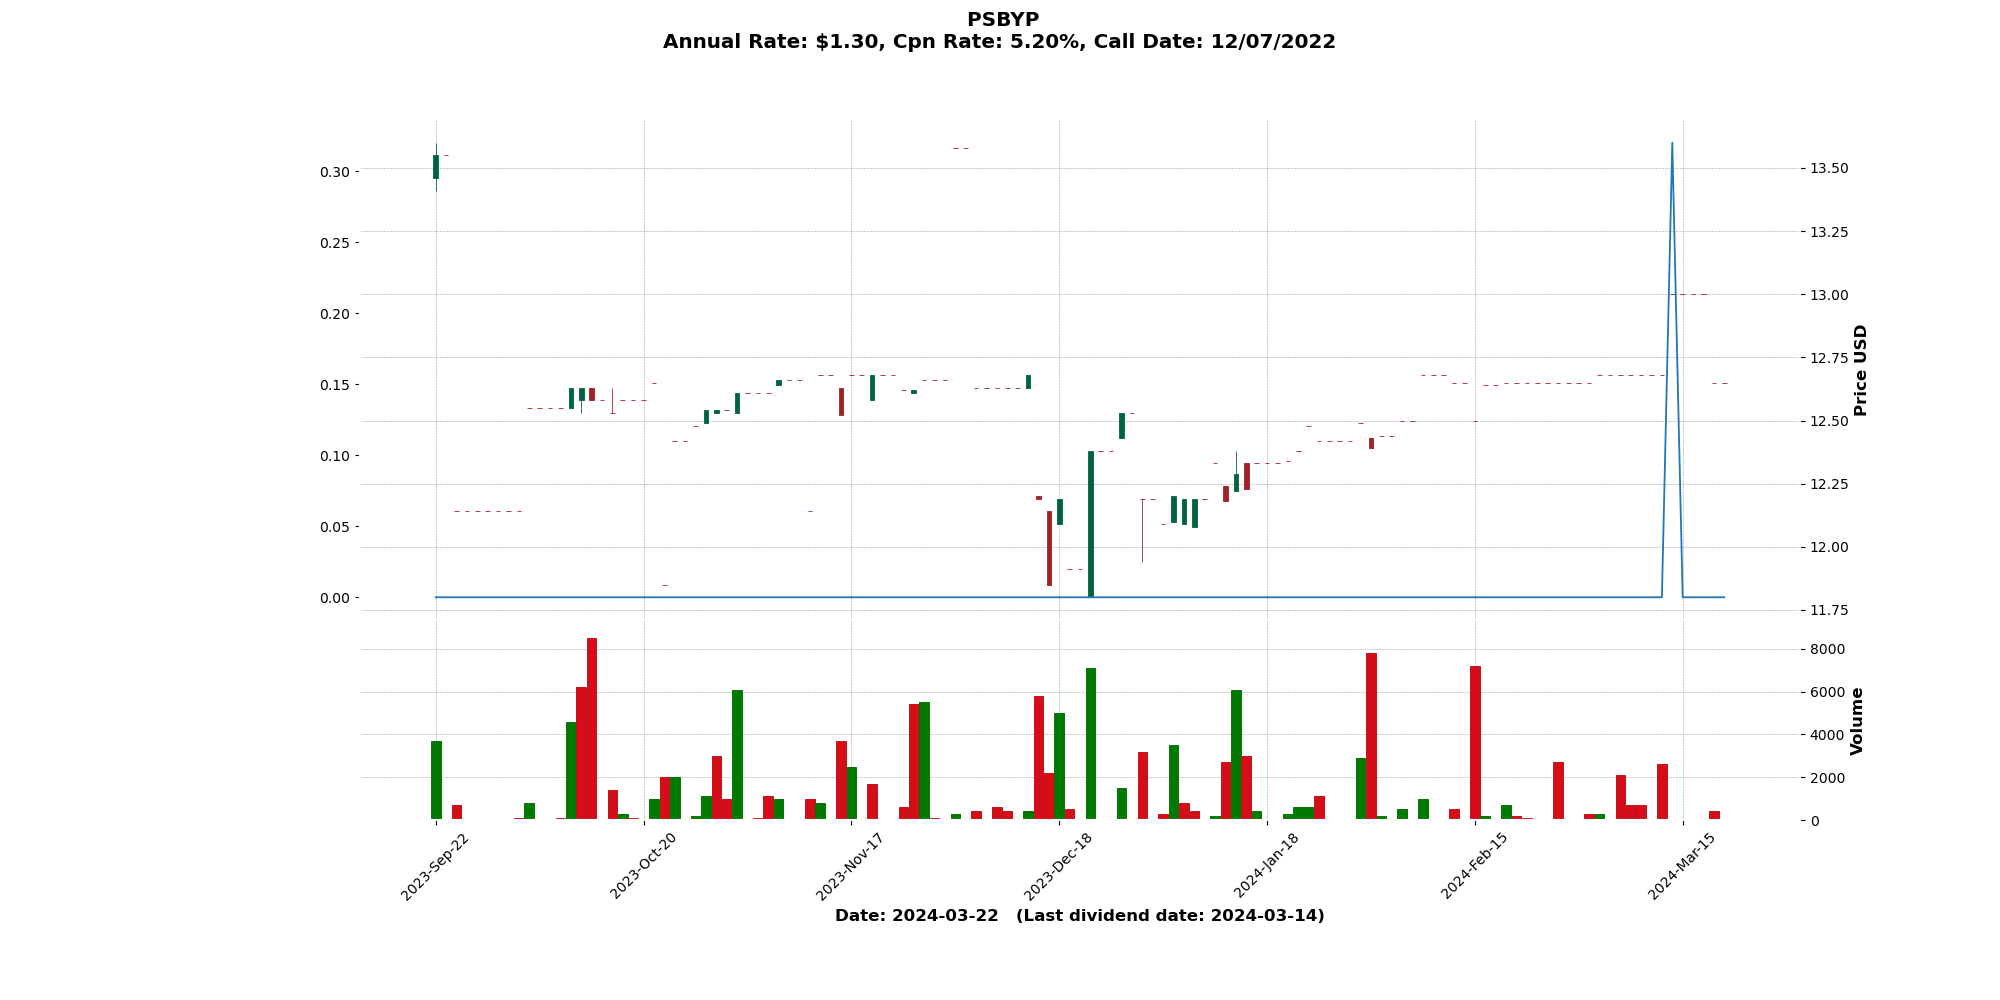 PSBYP
Annual Rate: $1.30, Cpn Rate: 5.20%, Call Date: 12/07/2022
0.30
0.25
0.20
0.15
0.10
0.05
0.00
13.50
13.25
13.00
12.75
12.50
12.25
12.00
11.75
Price USD
8000
6000
4000
2000
0
Volume
2023-Sep-22
2023-Oct-20
2023-Nov-17
2023-Dec-18
2024-Jan-18
2024-Feb-15
2024-Mar-15
Date: 2024-03-22 (Last dividend date: 2024-03-14)